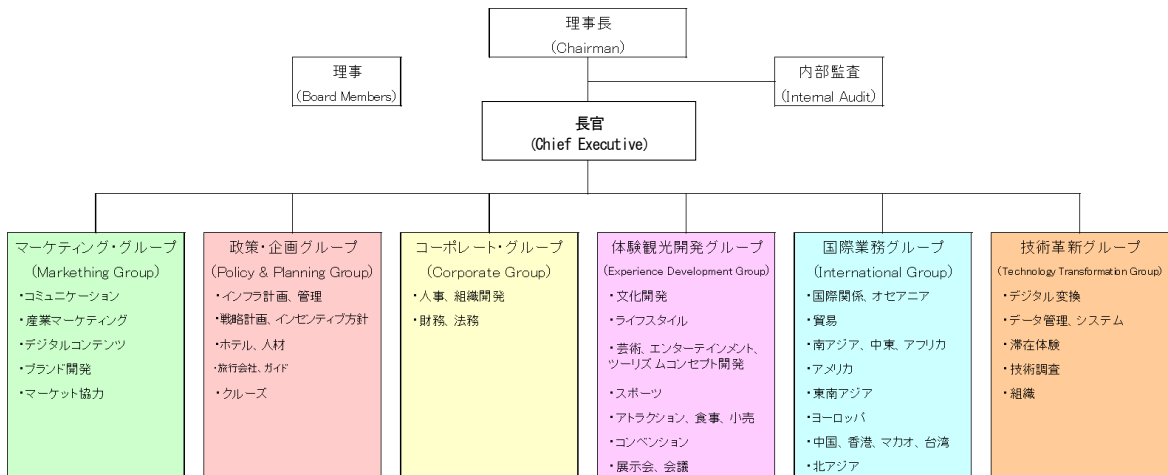 理事長
(Chairman)
理事
(Board Members)
内部監査
(Internal Audit)
長官
(Chief Executive)
マーケティング・グループ
(Markething Group)
・コミュニケーション
・産業マーケティング
・デジタルコンテンツ
・ブランド開発
・マーケット協力
政策・企画グループ
(Policy & Planning Group)
・インフラ計画、管理
・戦略計画、インセンティブ方針
・ホテル、人材
・旅行会社、ガイド
・クルーズ
コーポレート・グループ
(Corporate Group)
・人事、組織開発
・財務、法務
体験観光開発グループ
(Experience Development Group)
・文化開発
・ライフスタイル
・芸術、エンターテインメント、
ツーリズムコンセプト開発
・スポーツ
・アトラクション、食事、小売
・コンベンション
・展示会、会議
国際業務グループ
(International Group)
・国際関係、オセアニア
・貿易
・南アジア、中東、アフリカ
・アメリカ
・東南アジア
・ヨーロッパ
・中国、香港、マカオ、台湾
・北アジア
技術革新グループ
(Technology Transformation Group)
・デジタル変換
・データ管理、システム
・滞在体験
・技術調査
・組織